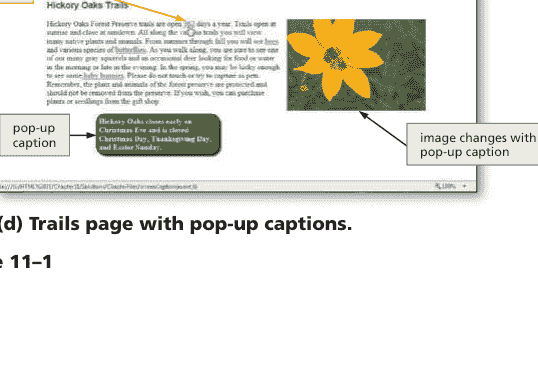 Hickory Oaks Trails
Hickory Oaks Forest Preserve trails are open 362 days a year. Trails open at
sunrise and close at sundown. All along the various trails you will view
many native plants and animals. From summer through fall you will see bees
and various species of butterflies. As you walk along, you are sure to see one
of our many gray squirrels and an occasional deer looking for food or water
in the morning or late in the evening. In the spring, you may be lucky enough
to see some baby bunnies. Please do not touch or try to capture as pets.
Remember, the plant and animals of the forest preserve are protected and
should not be removed from the preserve. If you wish, you can purchase
plants or seedlings from the gift shop.
pop-up
caption
Hickory Oaks closes early on
Christmas Eve and is closed
Christmas Day, Thanksgiving Day,
and Easter Sunday.
image changes with
pop-up caption
100%
(d) Trails page with pop-up captions.
e 11–1